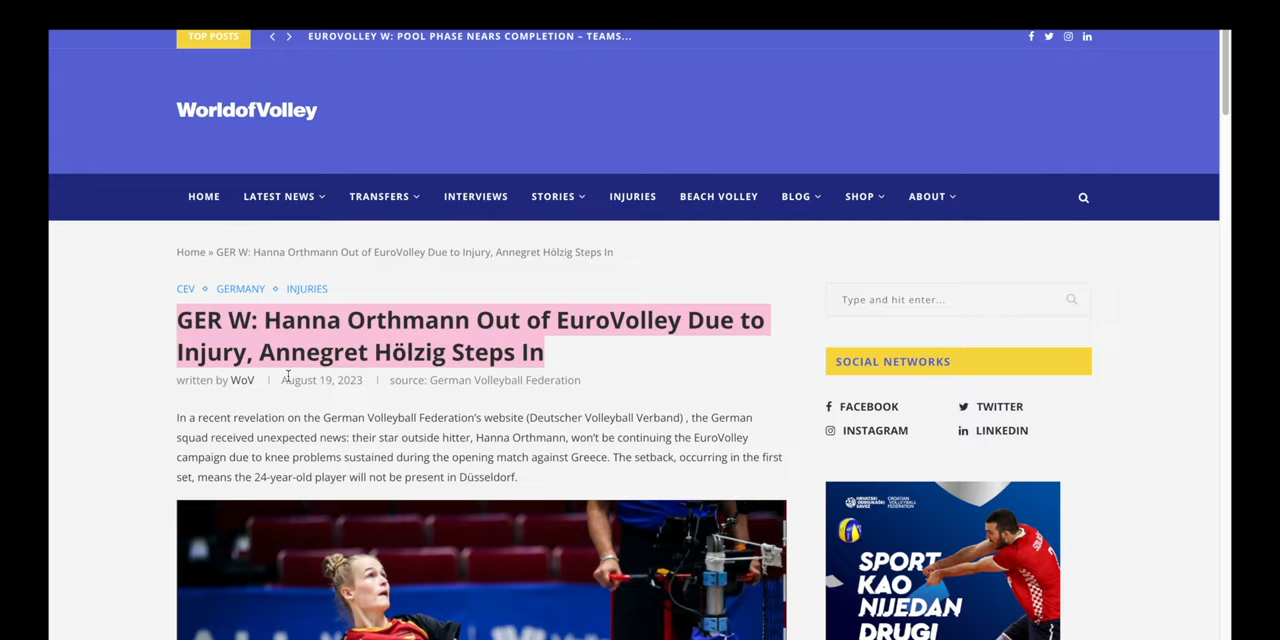 TOP POSTS
EUROVOLLEY W: POOL PHASE NEARS COMPLETION – TEAMS...
WorldofVolley
HOME LATEST NEWS TRANSFERS INTERVIEWS STORIES INJURIES BEACH VOLLEY BLOG SHOP ABOUT
Home » GER W: Hanna Orthmann Out of EuroVolley Due to Injury, Annegret Hölzig Steps In
CEV GERMANY INJURIES
GER W: Hanna Orthmann Out of EuroVolley Due to
Injury, Annegret Hölzig Steps In
written by WoV | August 19, 2023 | source: German Volleyball Federation
In a recent revelation on the German Volleyball Federation's website (Deutscher Volleyball Verband) , the German
squad received unexpected news: their star outside hitter, Hanna Orthmann, won't be continuing the EuroVolley
campaign due to knee problems sustained during the opening match against Greece. The setback, occurring in the first
set, means the 24-year-old player will not be present in Düsseldorf.
Type and hit enter...
SOCIAL NETWORKS
FACEBOOK TWITTER
INSTAGRAM LINKEDIN
HRVATSKI
ODBOJKAŠKI
SAVEZ
CROATIAN
VOLLEYBALL
FEDERATION
SPORT
KAO
NIJEDAN
DRUGI